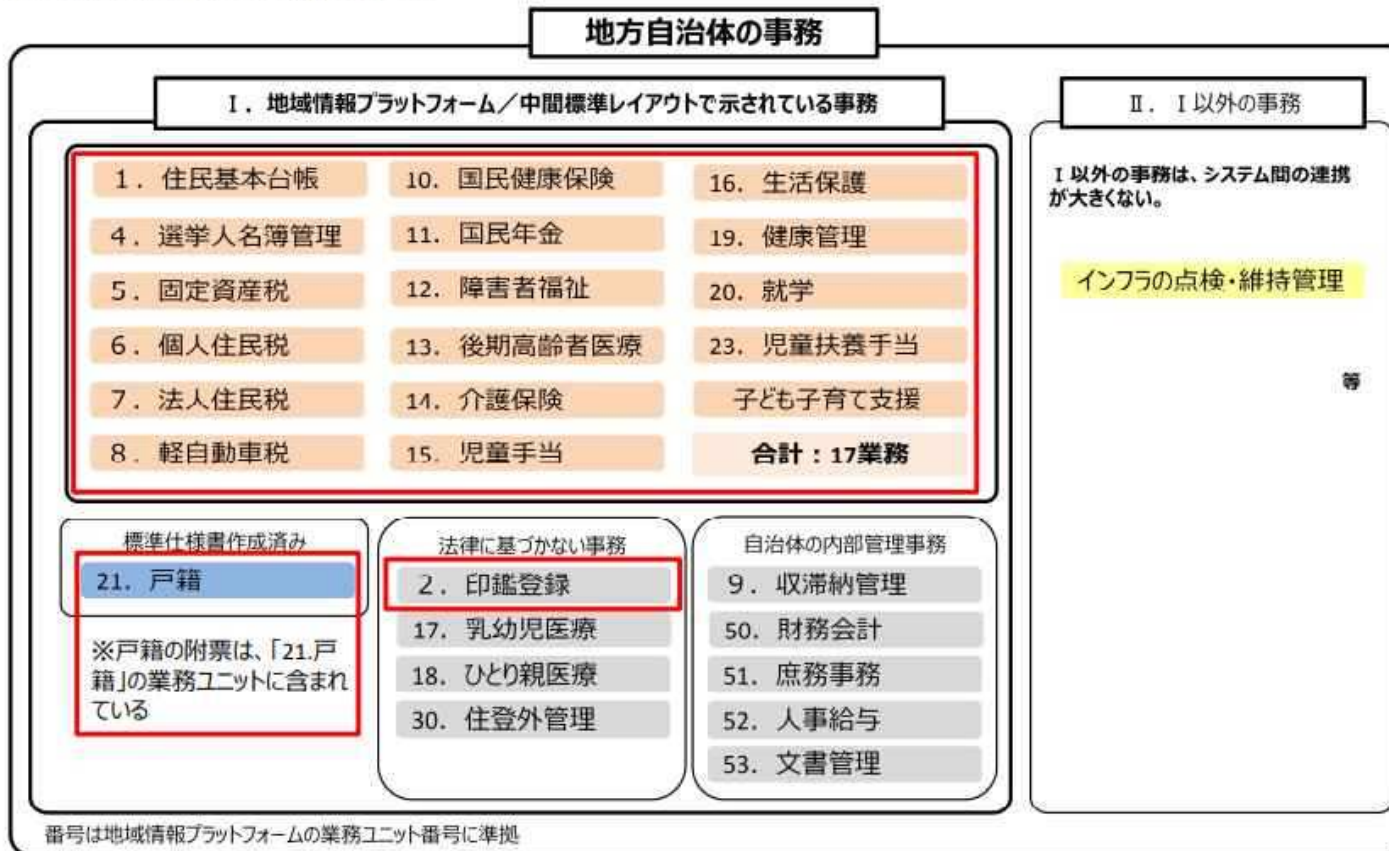 地方自治体の事務
Ⅰ．地域情報プラットフォーム／中間標準レイアウトで示されている事務
1．住民基本台帳
4．選挙人名簿管理
5．固定資産税
6．個人住民税
7．法人住民税
8．軽自動車税
10．国民健康保険
11．国民年金
12．障害者福祉
13．後期高齢者医療
14．介護保険
15．児童手当
16．生活保護
19．健康管理
20．就学
23．児童扶養手当
子ども子育て支援
合計：17業務
標準仕様書作成済み
21．戸籍
※戸籍の附票は、「21.戸
籍」の業務ユニットに含まれ
ている
法律に基づかない事務
2．印鑑登録
17．乳幼児医療
18．ひとり親医療
30．住登外管理
自治体の内部管理事務
9．収滞納管理
50．財務会計
51．庶務事務
52．人事給与
53．文書管理
Ⅱ．Ⅰ以外の事務
Ⅰ以外の事務は、システム間の連携
が大きくない。
インフラの点検・維持管理
等
番号は地域情報プラットフォームの業務ユニット番号に準拠